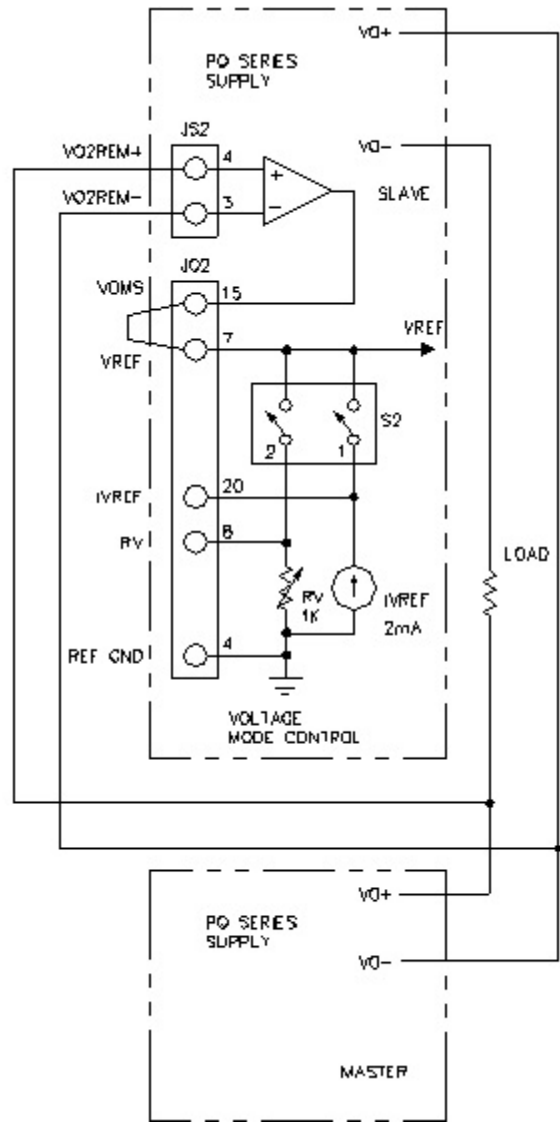 VO+
PQ SERIES
SUPPLY
JS2
VO2REM+
4
VO-
+
VO2REM-
3
-
SLAVE
JO2
VOMS
15
7
VREF
VREF
S2
2
1
IVREF
20
RV
8
LOAD
RV
1K
IVREF
2mA
REF GND
4
VOLTAGE
MODE CONTROL
VO+
PQ SERIES
SUPPLY
VO-
MASTER